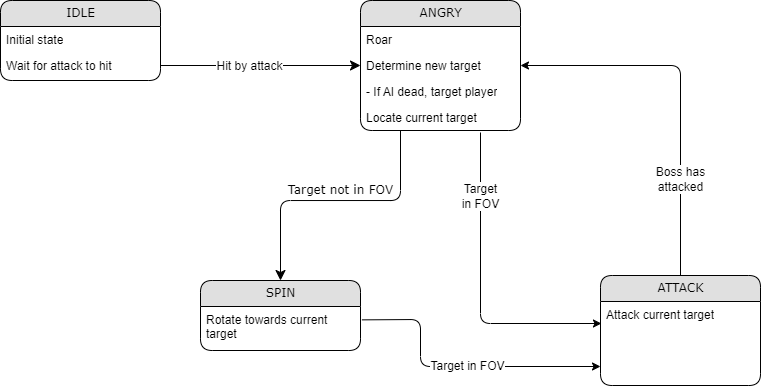 IDLE
Initial state
Wait for attack to hit
Hit by attack
ANGRY
Roar
Determine new target
- If AI dead, target player
Locate current target
Target not in FOV
Target
in FOV
Boss has
attacked
SPIN
Rotate towards current
target
Target in FOV
ATTACK
Attack current target